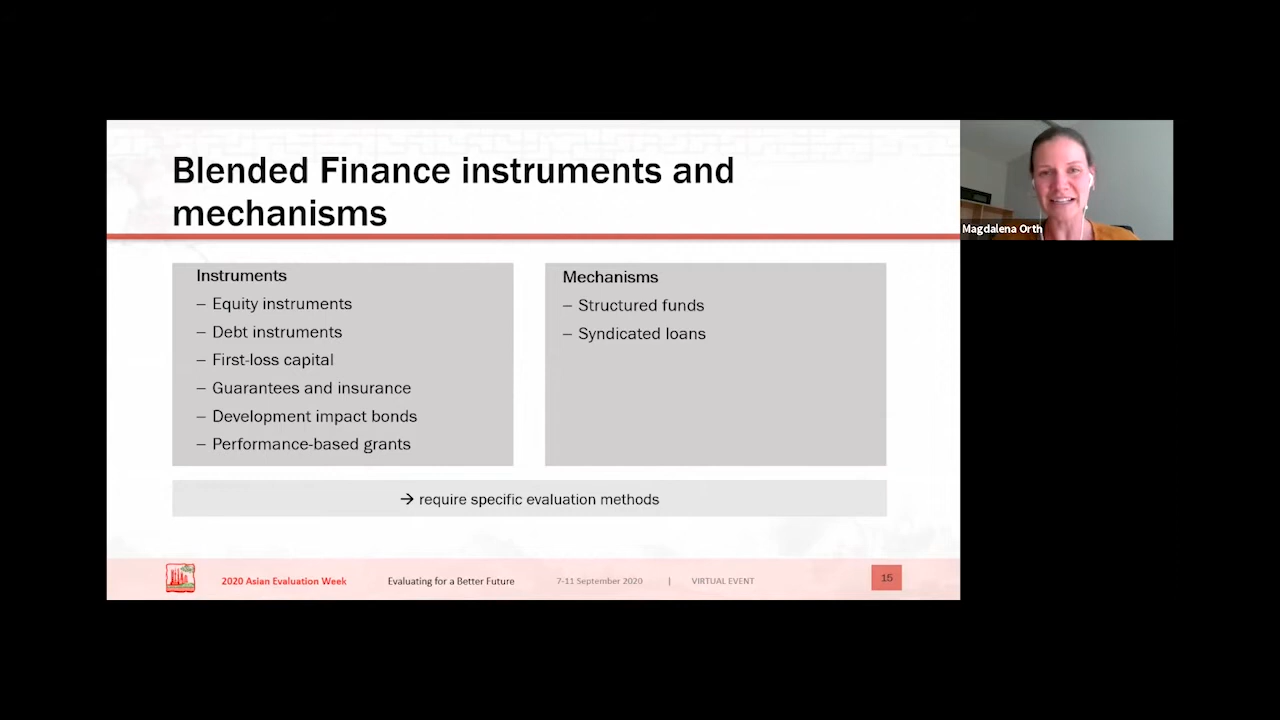 Blended Finance instruments and
mechanisms
Magdalena Orth
Instruments
– Equity instruments
– Debt instruments
– First-loss capital
– Guarantees and insurance
– Development impact bonds
– Performance-based grants
Mechanisms
– Structured funds
– Syndicated loans
→ require specific evaluation methods
2020 Asian Evaluation Week Evaluating for a Better Future 7-11 September 2020 | VIRTUAL EVENT 15